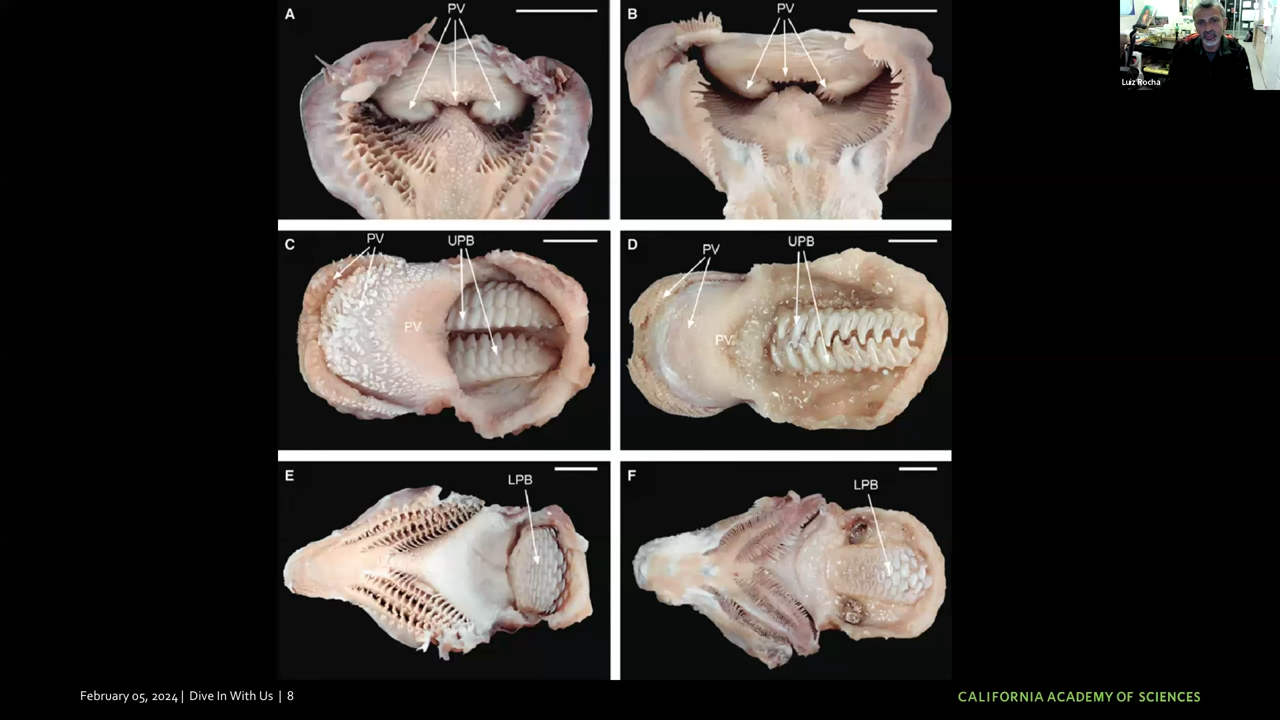 A
PV
B
PV
Luiz Rocha
C
PV
UPB
PV
D
PV
UPB
PV
E
LPB
F
LPB
February 05, 2024 | Dive In With Us | 8
CALIFORNIA ACADEMY OF SCIENCES